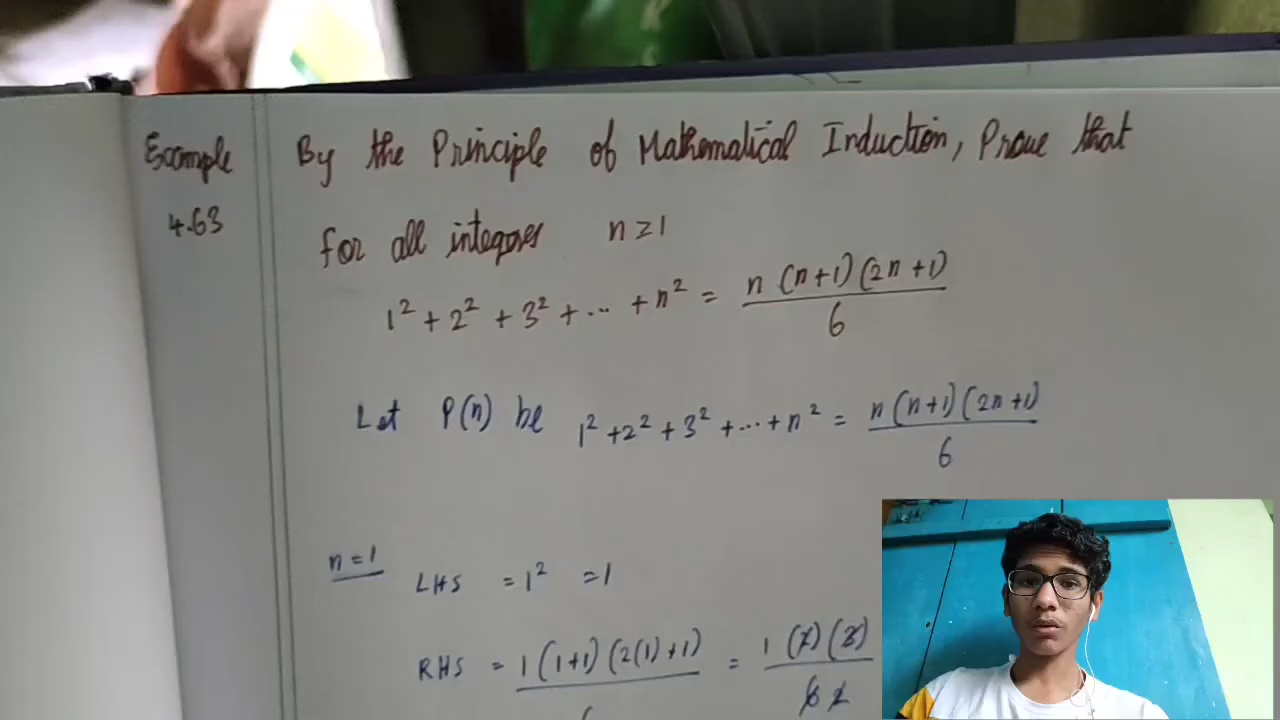 Example By the Principle of Mathematical Induction, Prove that
4.63
for all integers n ≥ 1
1² + 2² + 3² + ... + n² = n (n+1) (2n+1) / 6
Let P(n) be 1² + 2² + 3² + ... + n² = n (n+1) (2n+1) / 6
n = 1
LHS = 1² = 1
RHS = 1 (1+1) (2(1)+1) / 6 = 1 (2) (3) / 6 2